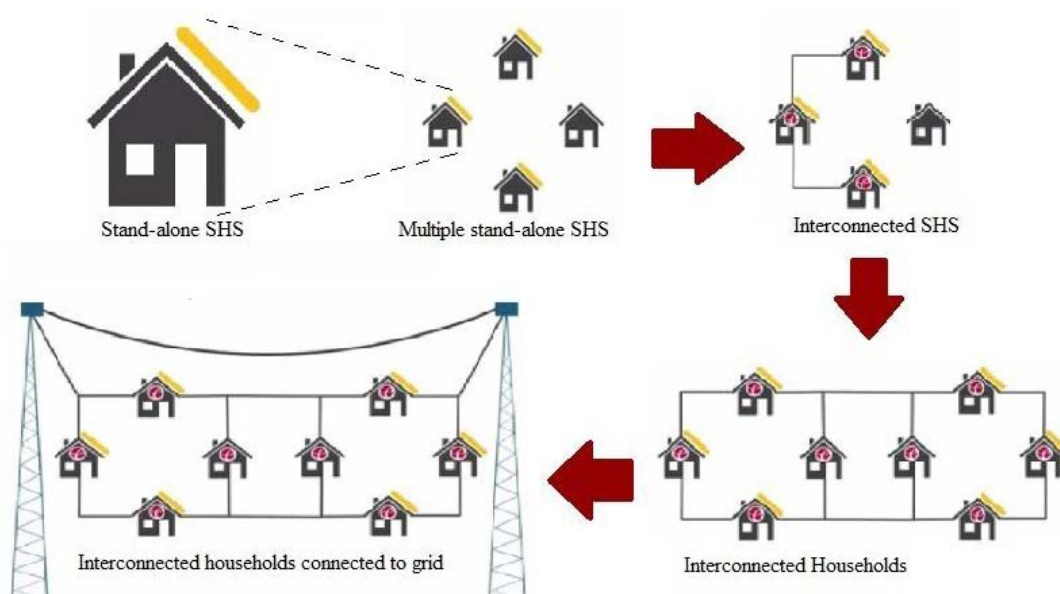 Stand-alone SHS
Multiple stand-alone SHS
Interconnected SHS
Interconnected households connected to grid
Interconnected Households